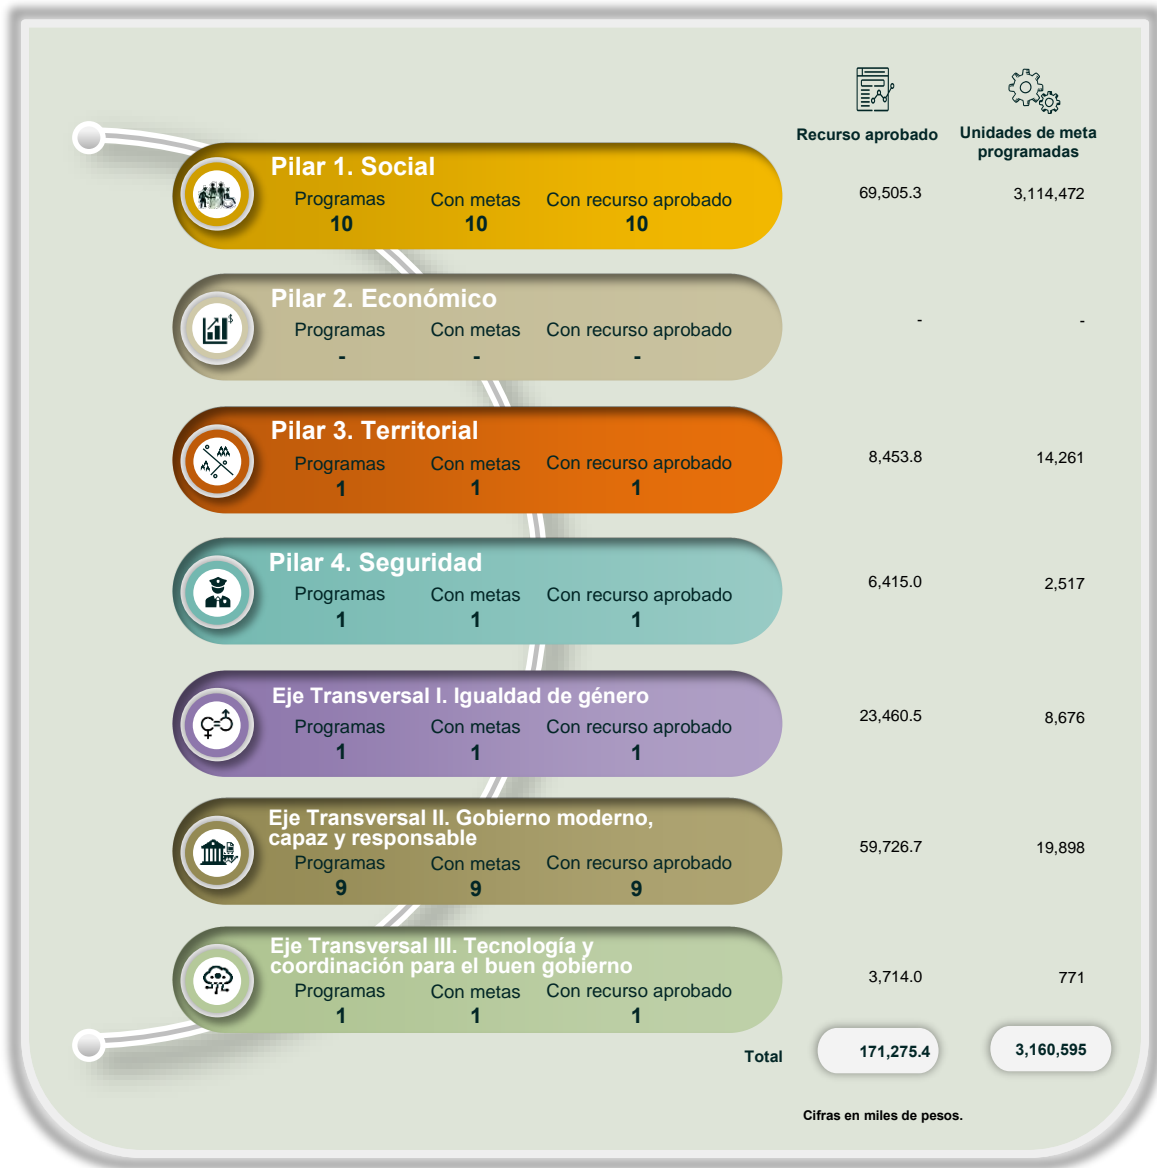 Recurso aprobado
Unidades de meta
programadas
Pilar 1. Social
Programas Con metas Con recurso aprobado
10 10 10
69,505.3 3,114,472
Pilar 2. Económico
Programas Con metas Con recurso aprobado
- - -
- -
Pilar 3. Territorial
Programas Con metas Con recurso aprobado
1 1 1
8,453.8 14,261
Pilar 4. Seguridad
Programas Con metas Con recurso aprobado
1 1 1
6,415.0 2,517
Eje Transversal I. Igualdad de género
Programas Con metas Con recurso aprobado
1 1 1
23,460.5 8,676
Eje Transversal II. Gobierno moderno,
capaz y responsable
Programas Con metas Con recurso aprobado
9 9 9
59,726.7 19,898
Eje Transversal III. Tecnología y
coordinación para el buen gobierno
Programas Con metas Con recurso aprobado
1 1 1
3,714.0 771
Total 171,275.4 3,160,595
Cifras en miles de pesos.